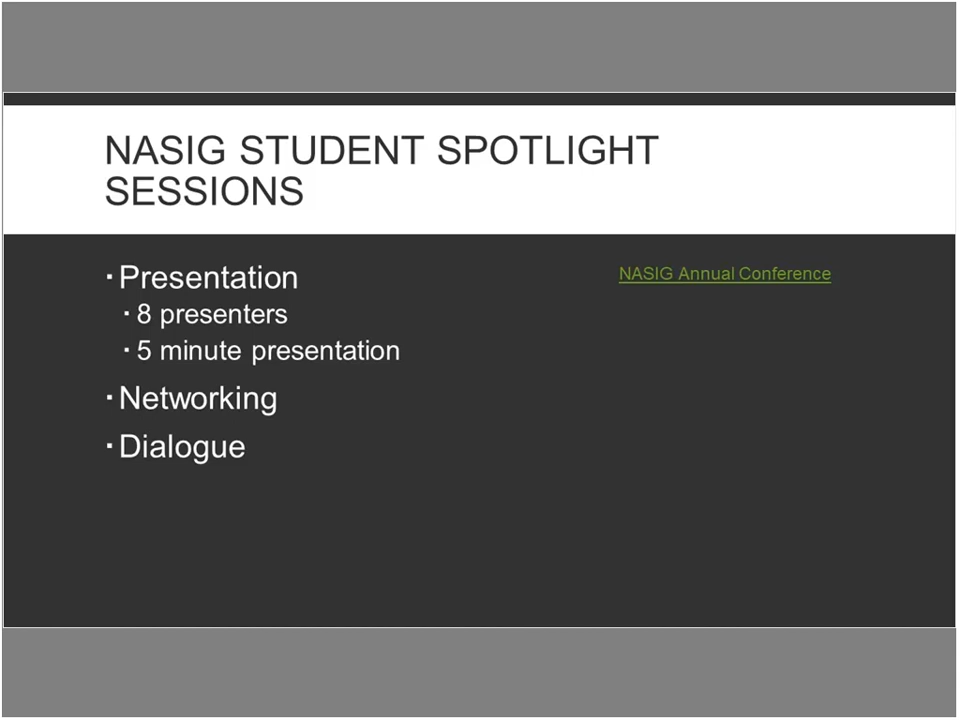 NASIG STUDENT SPOTLIGHT
SESSIONS
▪ Presentation
▪ 8 presenters
▪ 5 minute presentation
▪ Networking
▪ Dialogue
NASIG Annual Conference